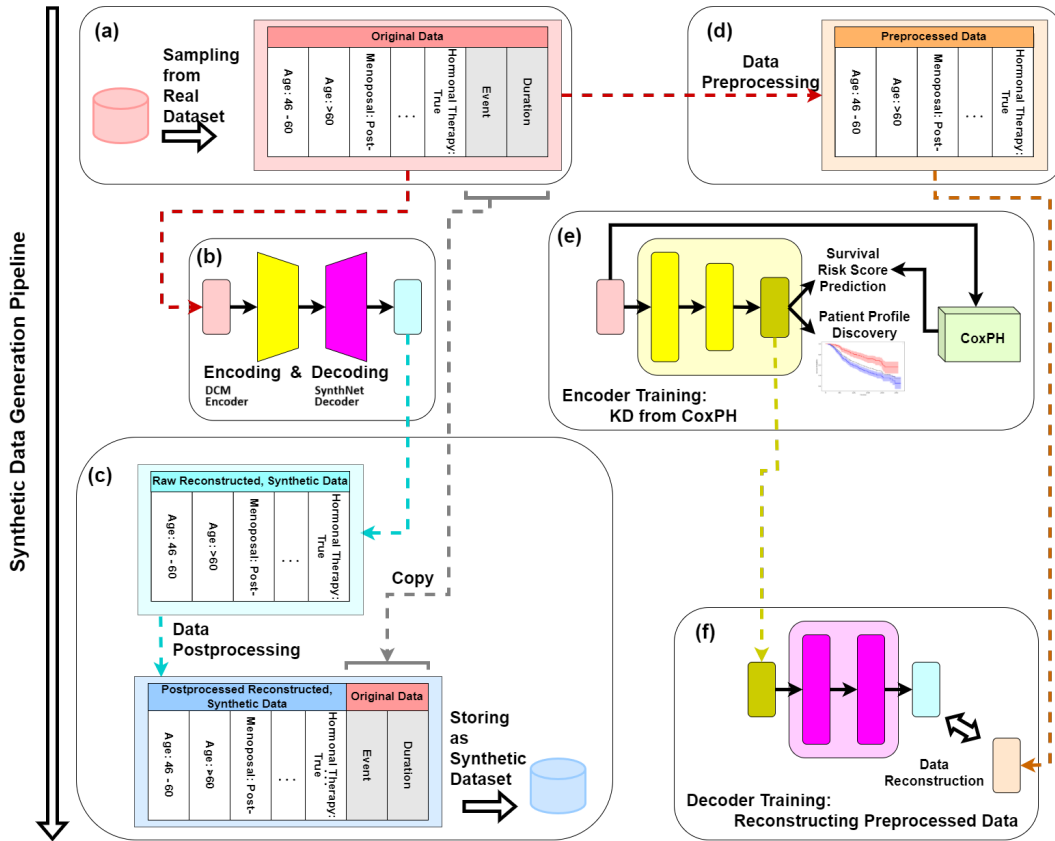 Synthetic Data Generation Pipeline
(a)
Sampling
from
Real
Dataset
Original Data
Age: 46 - 60
Age: >60
Menoposal: Post-
...
Hormonal Therapy:
True
Event
Duration
Data
Preprocessing
(d)
Preprocessed Data
Age: 46 - 60
Age: >60
Menoposal: Post-
...
Hormonal Therapy:
True
(b)
Encoding & Decoding
DCM
Encoder
SynthNet
Decoder
(e)
Survival
Risk Score
Prediction
Patient Profile
Discovery
CoxPH
Encoder Training:
KD from CoxPH
(c)
Raw Reconstructed, Synthetic Data
Age: 46 - 60
Age: >60
Menoposal: Post-
...
Hormonal Therapy:
True
Copy
Data
Postprocessing
Postprocessed Reconstructed,
Synthetic Data
Original Data
Age: 46 - 60
Age: >60
Menoposal: Post-
...
Hormonal Therapy:
True
...
Event
Duration
Storing
as
Synthetic
Dataset
(f)
Data
Reconstruction
Decoder Training:
Reconstructing Preprocessed Data